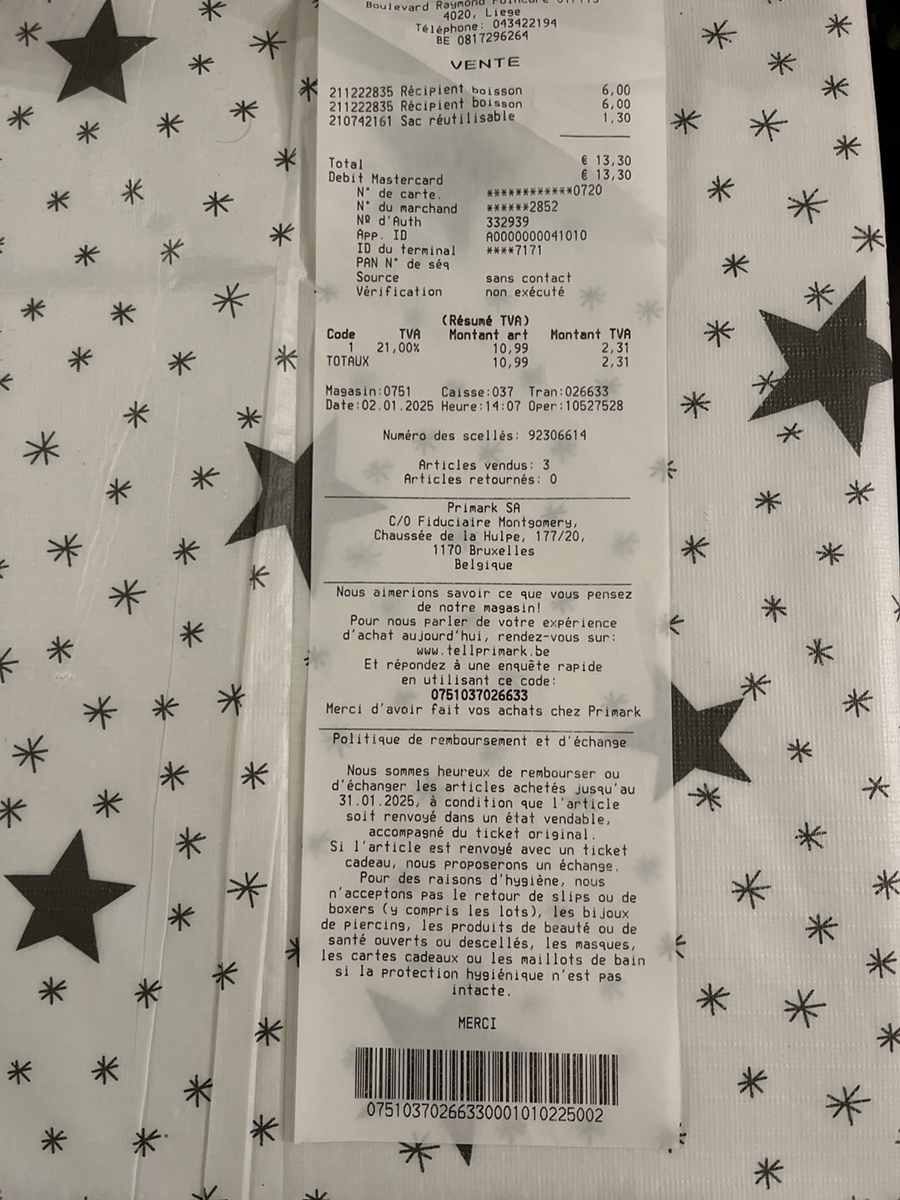 Boulevard Raymond
4020, Liege
Téléphone: 043422194
BE 0817296264
VENTE
211222835 Récipient boisson 6,00
211222835 Récipient boisson 6,00
210742161 Sac réutilisable 1,30
Total € 13,30
Debit Mastercard € 13,30
N° de carte. ************0720
N° du marchand ******2852
Nº d'Auth 332939
App. ID A0000000041010
ID du terminal ****7171
PAN N° de séq
Source sans contact
Vérification non exécuté
(Résumé TVA)
Code TVA Montant art Montant TVA
1 21,00% 10,99 2,31
TOTAUX 10,99 2,31
Magasin:0751 Caisse:037 Tran:026633
Date:02.01.2025 Heure:14:07 Oper:10527528
Numéro des scellés: 92306614
Articles vendus: 3
Articles retournés: 0
Primark SA
C/O Fiduciaire Montgomery,
Chaussée de la Hulpe, 177/20,
1170 Bruxelles
Belgique
Nous aimerions savoir ce que vous pensez
de notre magasin!
Pour nous parler de votre expérience
d'achat aujourd'hui, rendez-vous sur:
www.tellprimark.be
Et répondez à une enquête rapide
en utilisant ce code:
0751037026633
Merci d'avoir fait vos achats chez Primark
Politique de remboursement et d'échange
Nous sommes heureux de rembourser ou
d'échanger les articles achetés jusqu'au
31.01.2025, à condition que l'article
soit renvoyé dans un état vendable,
accompagné du ticket original.
Si l'article est renvoyé avec un ticket
cadeau, nous proposerons un échange.
Pour des raisons d'hygiène, nous
n'acceptons pas le retour de slips ou de
boxers (y compris les lots), les bijoux
de piercing, les produits de beauté ou de
santé ouverts ou descellés, les masques,
les cartes cadeaux ou les maillots de bain
si la protection hygiénique n'est pas
intacte.
MERCI
07510370266330001010225002